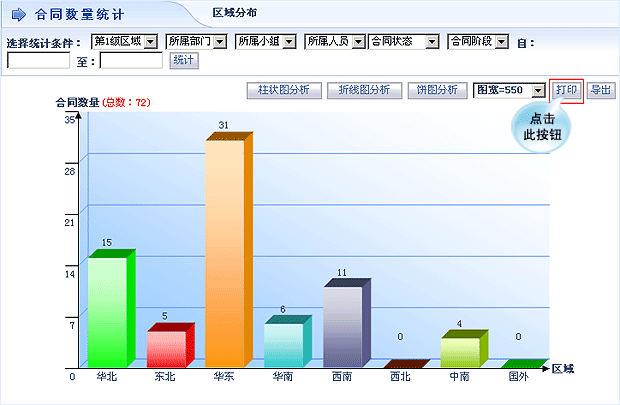 合同数量统计 区域分布
选择统计条件： 第1级区域 所属部门 所属小组 所属人员 合同状态 合同阶段 自：
至： 统计
柱状图分析 折线图分析 饼图分析 图宽=550 打印 导出
点击
此按钮
合同数量(总数：72)
35
31
28
21
15
14
11
7
5
6
0
4
0
0
华北 东北 华东 华南 西南 西北 中南 国外
区域